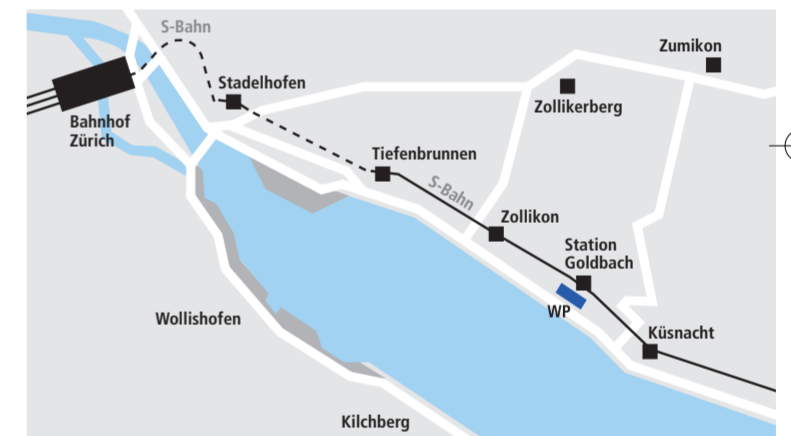 S-Bahn
Zumikon
Stadelhofen
Zollikerberg
Bahnhof
Zürich
Tiefenbrunnen
S-Bahn
Zollikon
Station
Goldbach
WP
Wollishofen
Küsnacht
Kilchberg